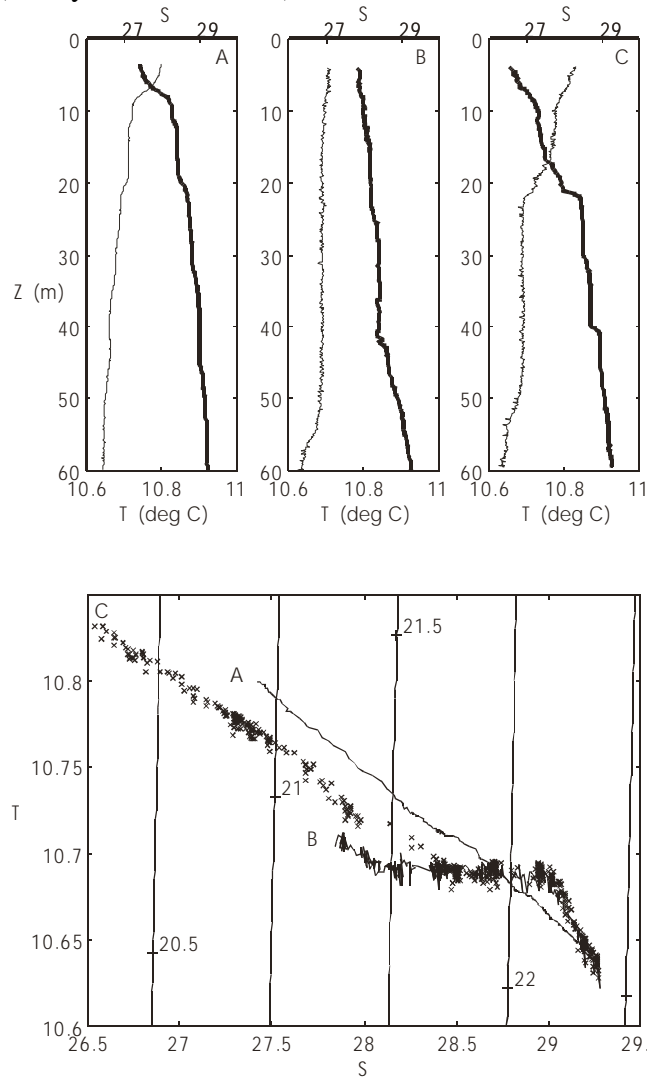 S S S
27 29 27 29 27 29
0 A 0 B 0 C
10 10 10
20 20 20
30 30 30
Z (m)
40 40 40
50 50 50
60 60 60
10.6 10.8 11 10.6 10.8 11 10.6 10.8 11
T (deg C) T (deg C) T (deg C)
C
21.5
A
10.8
10.75
21
T
B
10.7
10.65
20.5
22
10.6
26.5 27 27.5 28 28.5 29 29.
S